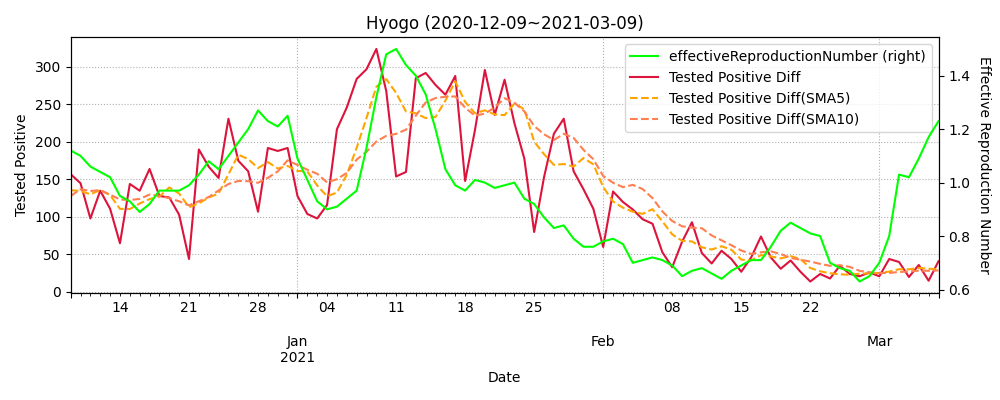 Hyogo (2020-12-09~2021-03-09)
effectiveReproductionNumber (right)
Tested Positive Diff
Tested Positive Diff(SMA5)
Tested Positive Diff(SMA10)
Tested Positive
300
250
200
150
100
50
0
1.4
1.2
1.0
0.8
0.6
Effective Reproduction Number
14
21
28
04
11
18
25
08
15
22
Jan
2021
Feb
Mar
Date